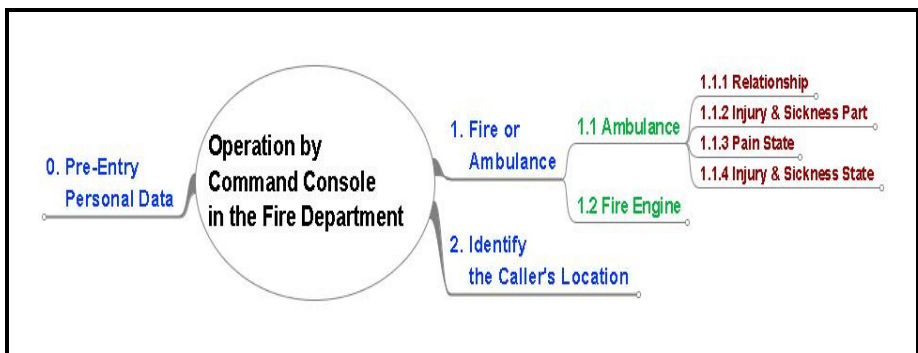 0. Pre-Entry
Personal Data
Operation by
Command Console
in the Fire Department
1. Fire or
Ambulance
1.1 Ambulance
1.1.1 Relationship
1.1.2 Injury & Sickness Part
1.1.3 Pain State
1.1.4 Injury & Sickness State
1.2 Fire Engine
2. Identify
the Caller's Location